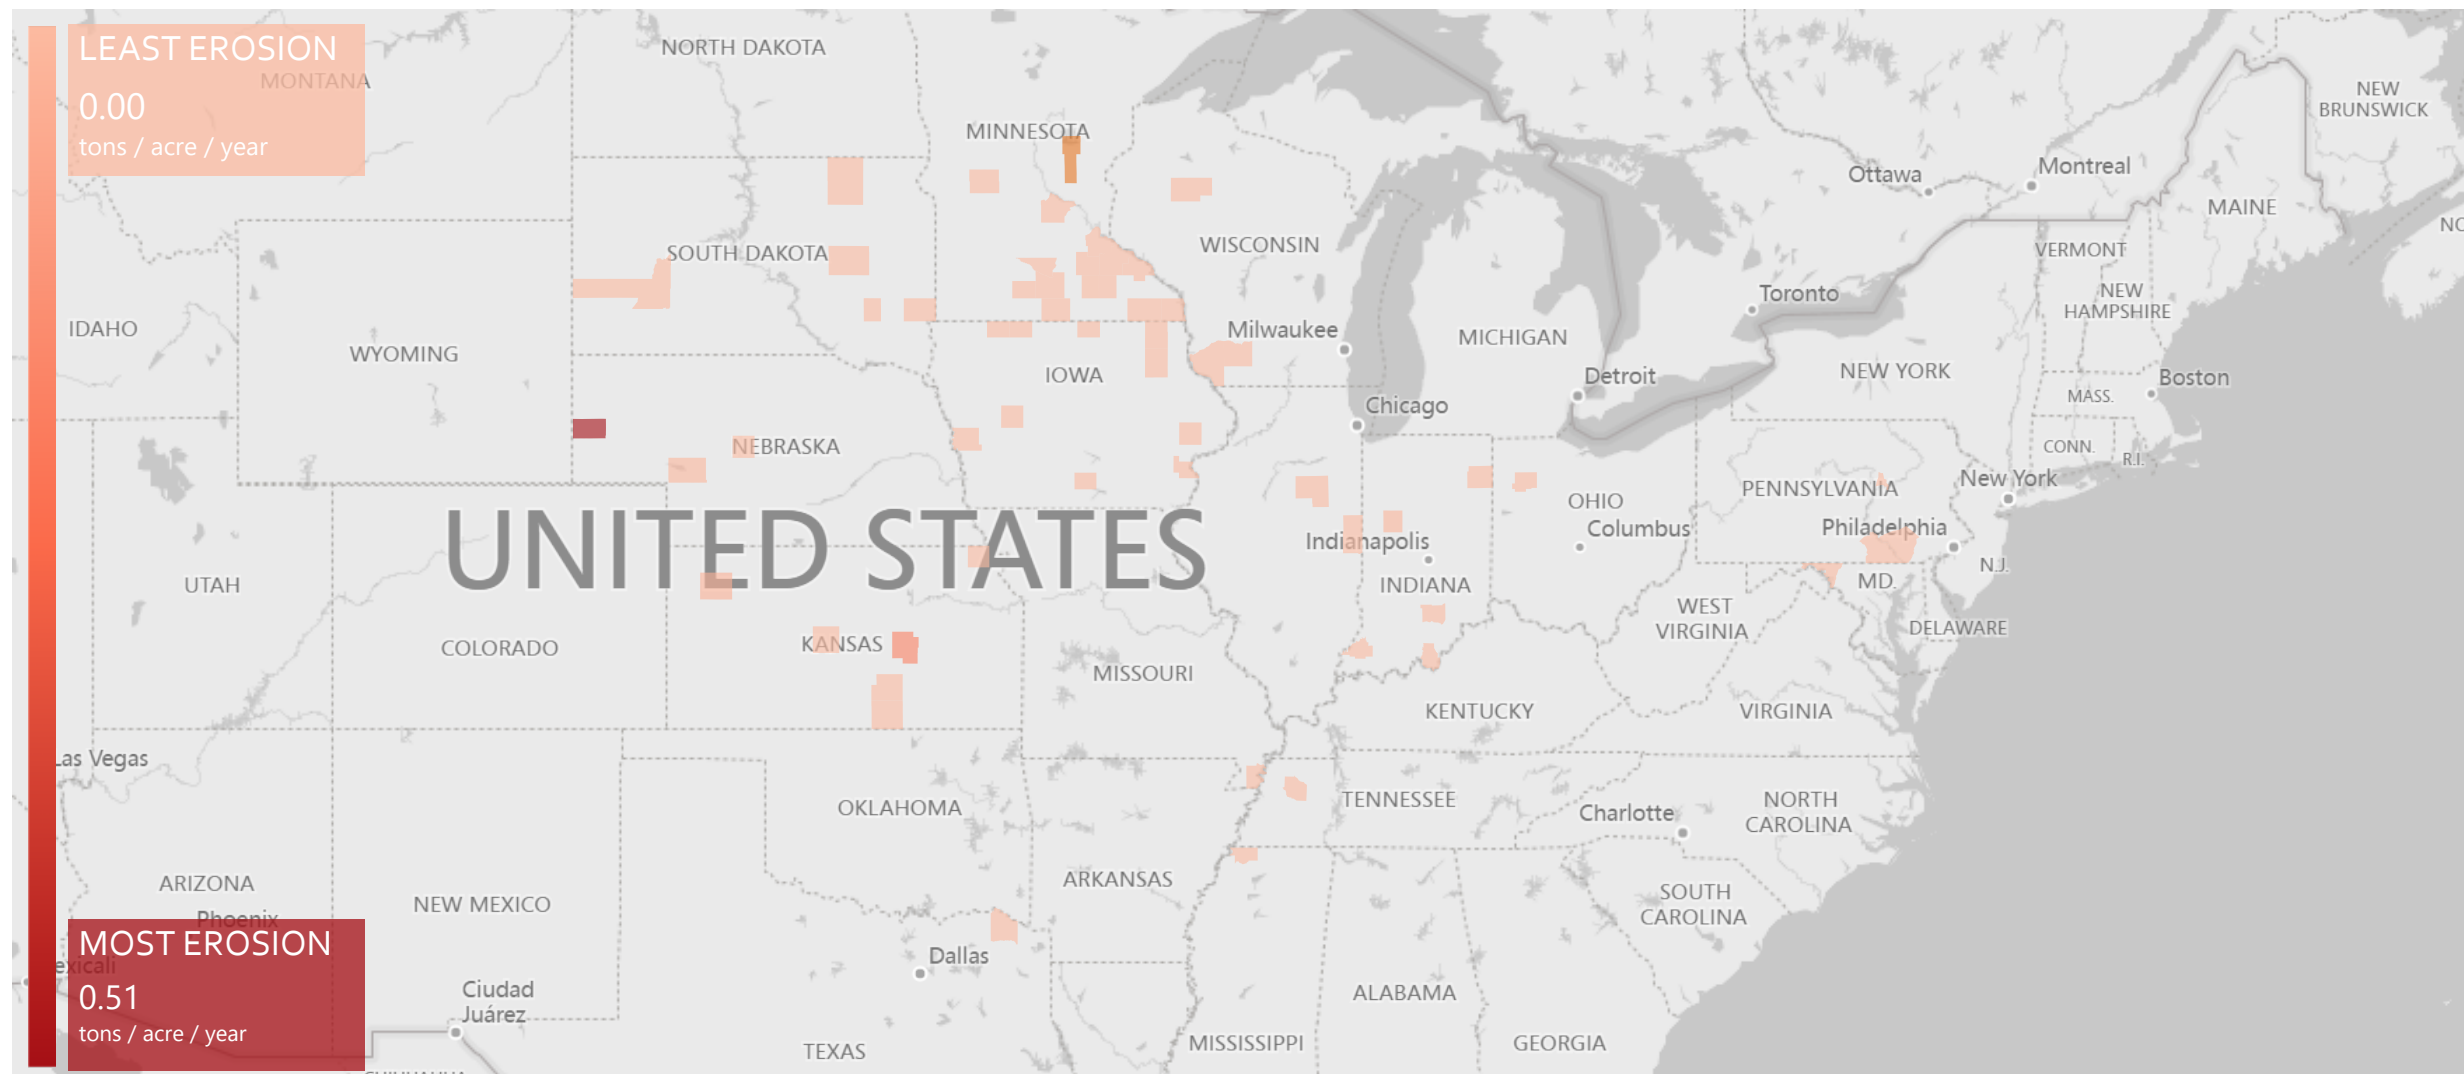 LEAST EROSION
0.00
tons / acre / year
MONTANA
NORTH DAKOTA
MINNESOTA
SOUTH DAKOTA
WISCONSIN
IDAHO
WYOMING
Milwaukee
MICHIGAN
IOWA
Detroit
Chicago
NEBRASKA
Ottawa
Montreal
NEW
BRUNSWICK
MAINE
VERMONT
NEW
HAMPSHIRE
Toronto
NEW YORK
MASS.
Boston
CONN.
R.I.
New York
PENNSYLVANIA
Philadelphia
N.J.
MD.
DELAWARE
OHIO
Columbus
Indianapolis
INDIANA
WEST
VIRGINIA
UNITED STATES
UTAH
COLORADO
KANSAS
MISSOURI
KENTUCKY
VIRGINIA
Las Vegas
OKLAHOMA
TENNESSEE
Charlotte
NORTH
CAROLINA
ARIZONA
Phoenix
NEW MEXICO
ARKANSAS
SOUTH
CAROLINA
MOST EROSION
0.51
tons / acre / year
exicali
Ciudad
Juárez
Dallas
TEXAS
MISSISSIPPI
ALABAMA
GEORGIA